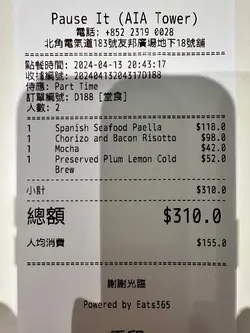 Pause It (AIA Tower)
電話: +852 2319 0028
北角電氣道183號友邦廣場地下18號舖
點餐時間: 2024-04-13 20:43:17
收據編號: 20240413204317D188
侍應: Part Time
訂單編號: D188 [堂食]
人數: 2
1 Spanish Seafood Paella $118.0
1 Chorizo and Bacon Risotto $98.0
1 Mocha $42.0
1 Preserved Plum Lemon Cold $52.0
Brew
小計 $310.0
總額 $310.0
人均消費 $155.0
謝謝光臨
Powered by Eats365